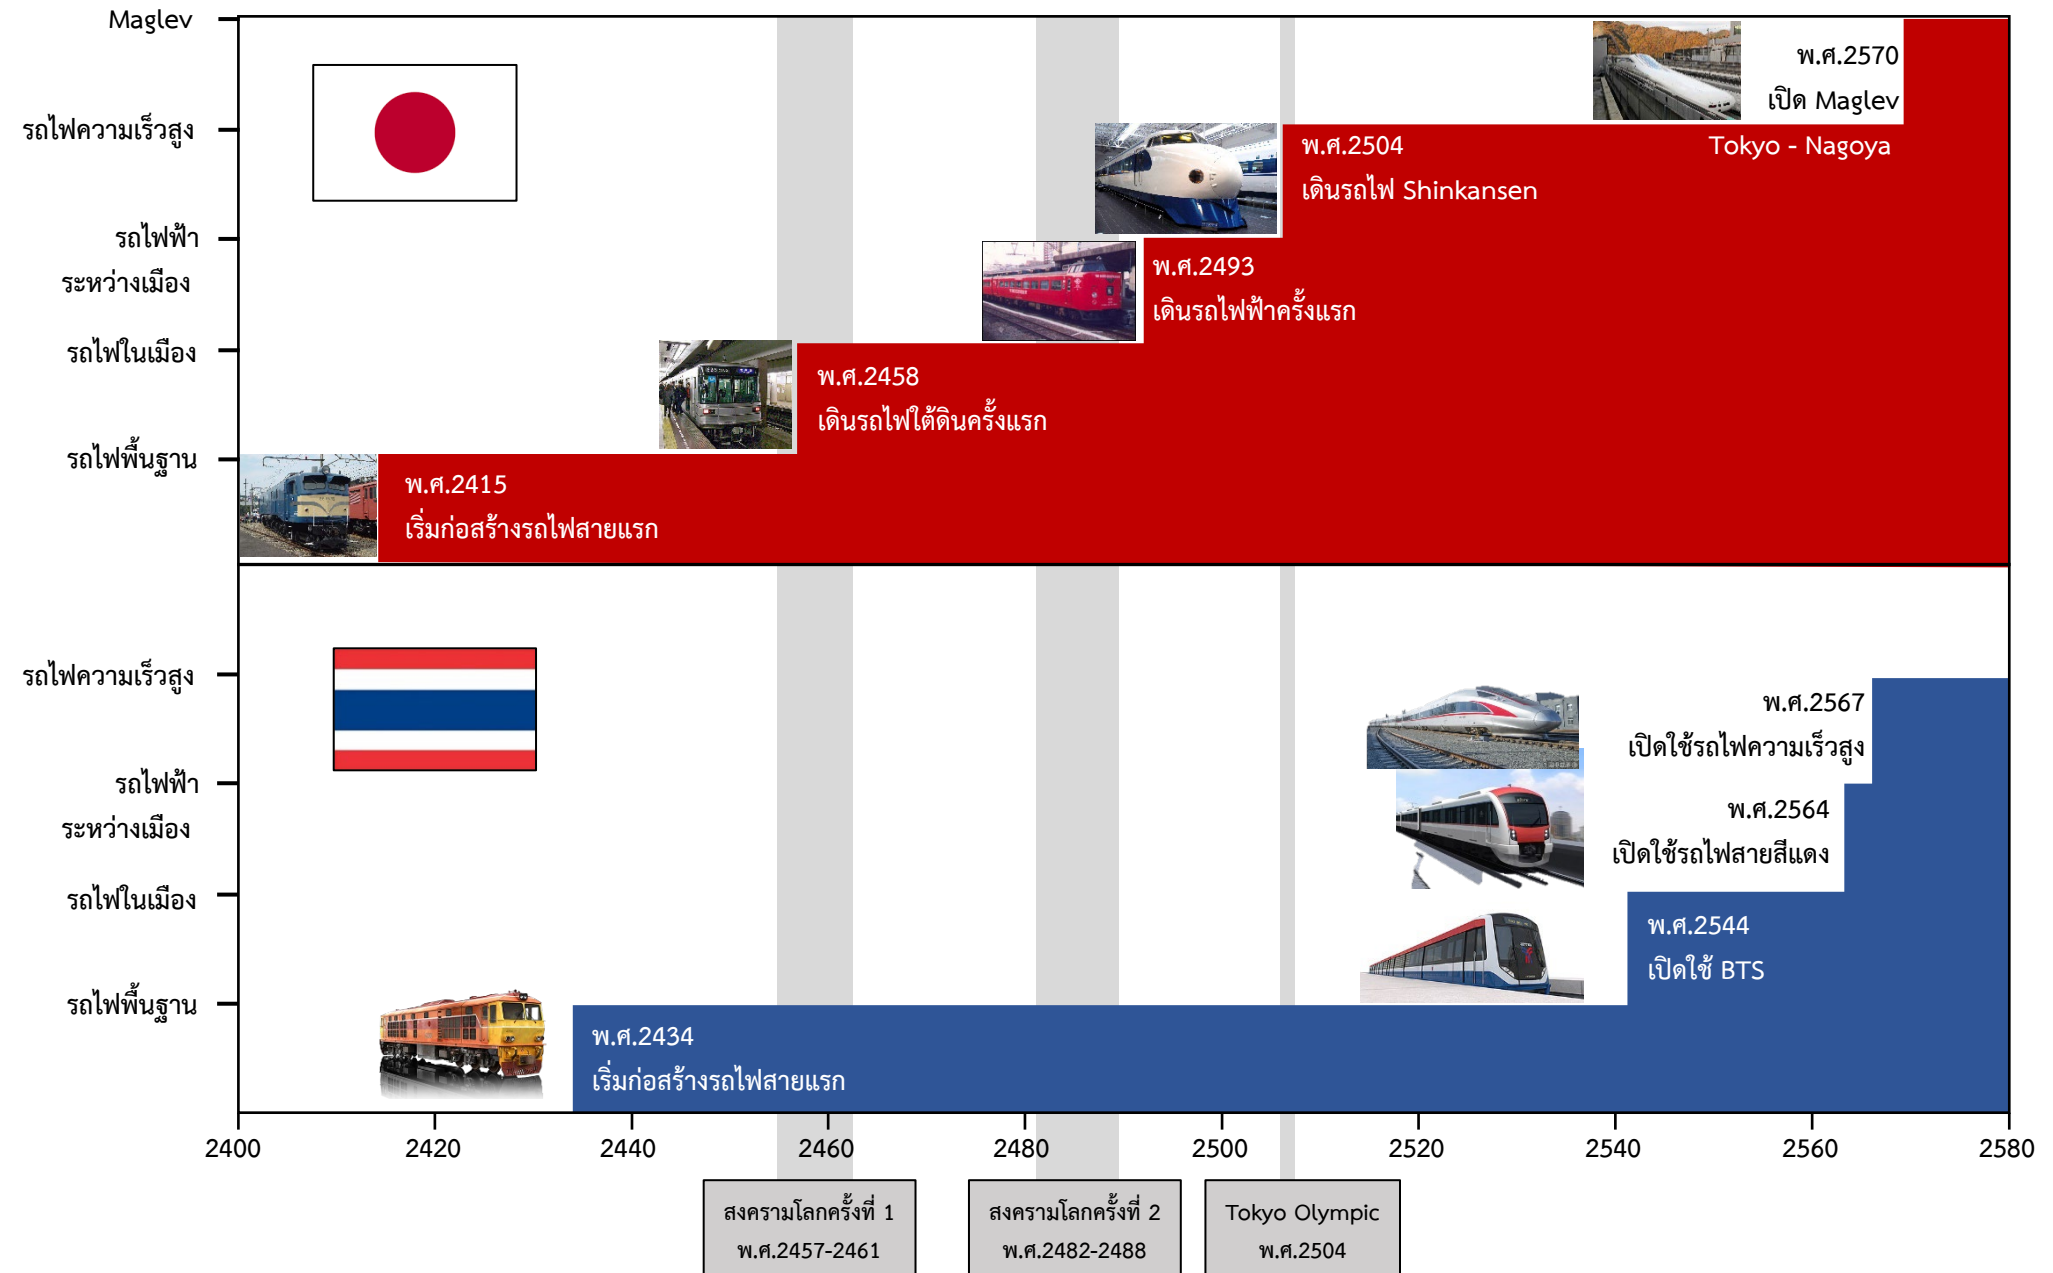 Maglev
รถไฟความเร็วสูง
รถไฟฟ้า
ระหว่างเมือง
รถไฟในเมือง
รถไฟพื้นฐาน
พ.ศ.2570
เปิด Maglev
Tokyo - Nagoya
พ.ศ.2504
เดินรถไฟ Shinkansen
พ.ศ.2493
เดินรถไฟฟ้าครั้งแรก
พ.ศ.2458
เดินรถไฟใต้ดินครั้งแรก
พ.ศ.2415
เริ่มก่อสร้างรถไฟสายแรก
รถไฟความเร็วสูง
รถไฟฟ้า
ระหว่างเมือง
รถไฟในเมือง
รถไฟพื้นฐาน
พ.ศ.2567
เปิดใช้รถไฟความเร็วสูง
พ.ศ.2564
เปิดใช้รถไฟสายสีแดง
พ.ศ.2544
เปิดใช้ BTS
พ.ศ.2434
เริ่มก่อสร้างรถไฟสายแรก
2400 2420 2440 2460 2480 2500 2520 2540 2560 2580
สงครามโลกครั้งที่ 1
พ.ศ.2457-2461
สงครามโลกครั้งที่ 2
พ.ศ.2482-2488
Tokyo Olympic
พ.ศ.2504